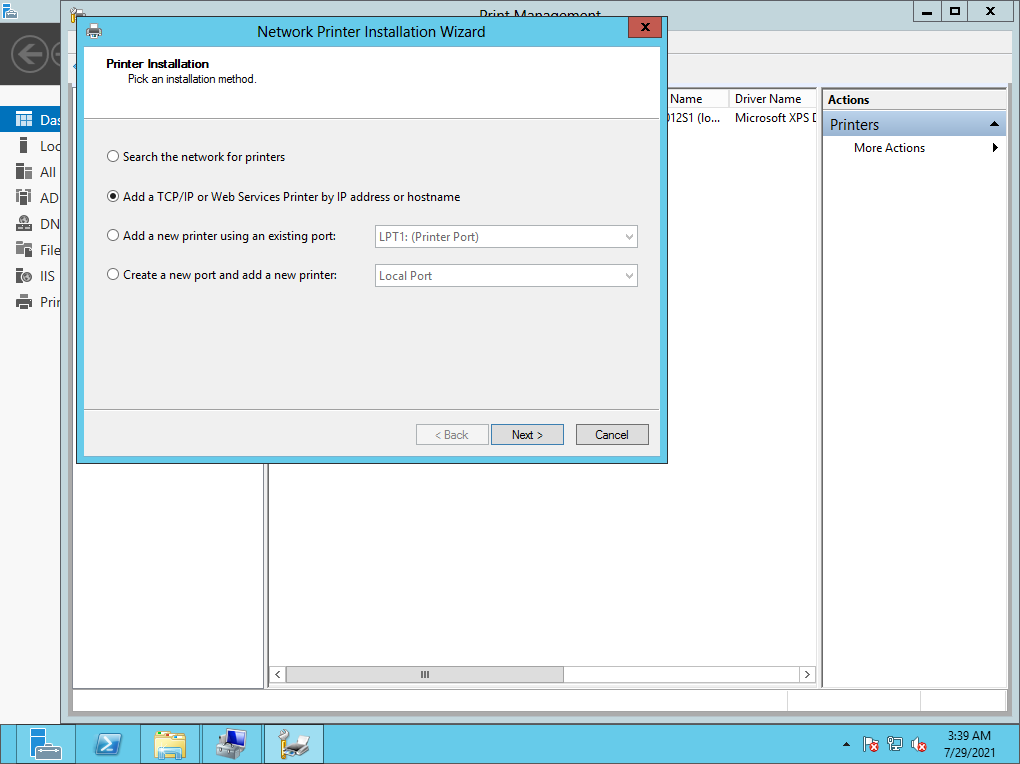 Print Management
Network Printer Installation Wizard
Printer Installation
Pick an installation method.
Search the network for printers
Add a TCP/IP or Web Services Printer by IP address or hostname
Add a new printer using an existing port:
LPT1: (Printer Port)
Create a new port and add a new printer:
Local Port
< Back
Next >
Cancel
Das
Loc
All
AD
DN
File
IIS
Prir
Name
Driver Name
012S1 (lo...
Microsoft XPS D
Actions
Printers
More Actions
3:39 AM
7/29/2021